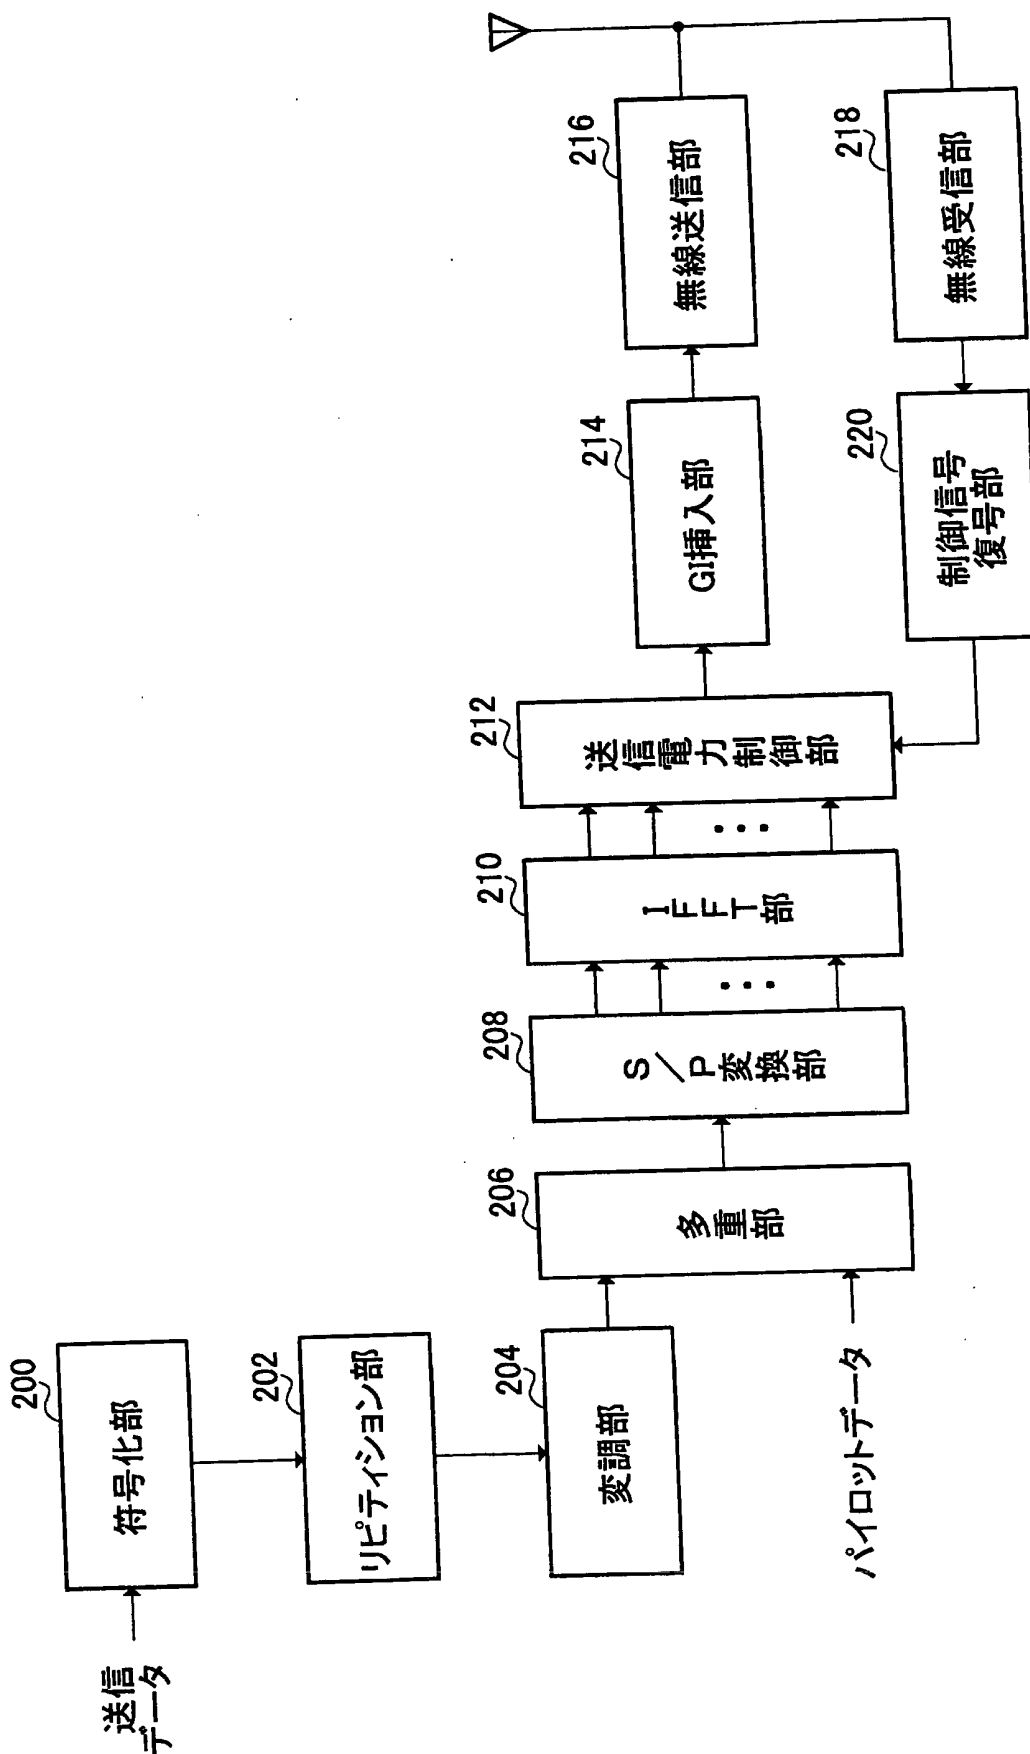 送信
データ
200
符号化部
202
リピティション部
204
変調部
パイロットデータ
206
多重部
208
S/P変換部
210
IFFT部
212
送信電力制御部
214
GI挿入部
216
無線送信部
218
無線受信部
220
制御信号
復号部